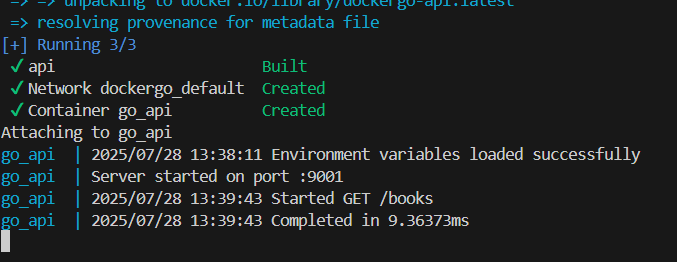 => => unpacking to docker.io/library/dockergo-api:latest
=> resolving provenance for metadata file
[+] Running 3/3
✓ api Built
✓ Network dockergo_default Created
✓ Container go_api Created
Attaching to go_api
go_api | 2025/07/28 13:38:11 Environment variables loaded successfully
go_api | Server started on port :9001
go_api | 2025/07/28 13:39:43 Started GET /books
go_api | 2025/07/28 13:39:43 Completed in 9.36373ms